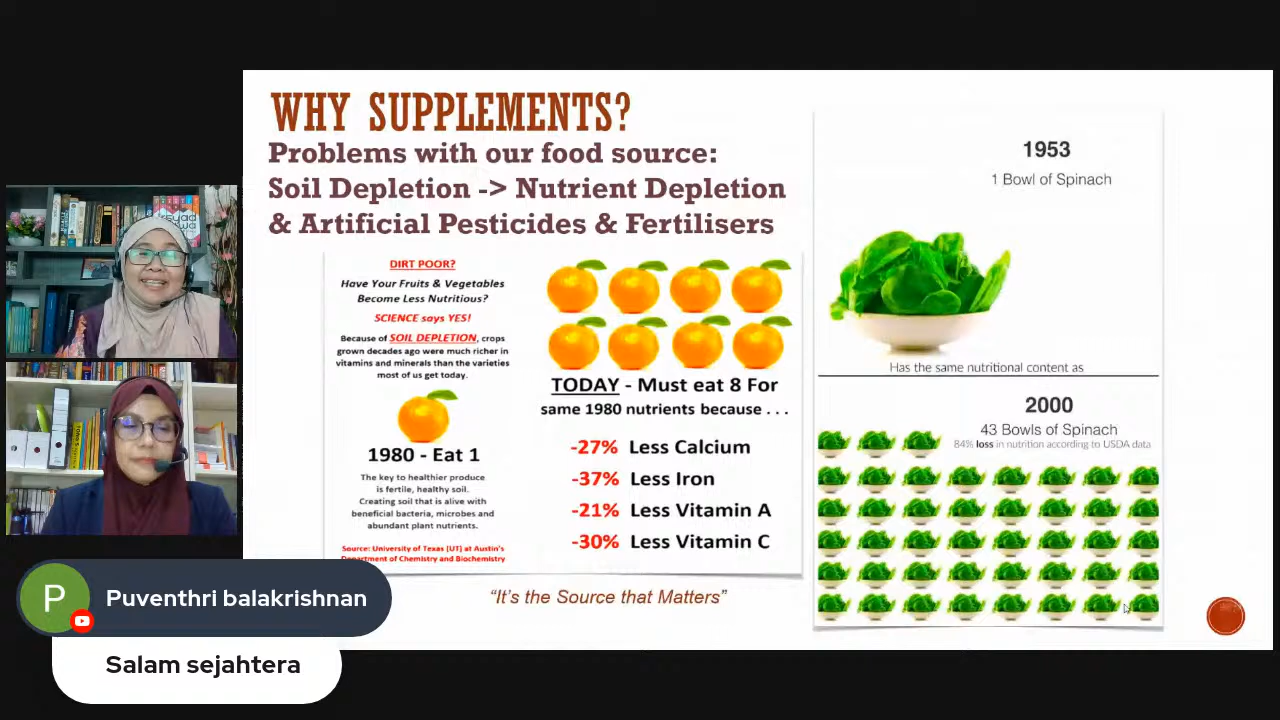 WHY SUPPLEMENTS?
Problems with our food source:
Soil Depletion -> Nutrient Depletion
& Artificial Pesticides & Fertilisers
DIRT POOR?
Have Your Fruits & Vegetables
Become Less Nutritious?
SCIENCE says YES!
Because of SOIL DEPLETION, crops
grown decades ago were much richer in
vitamins and minerals than the varieties
most of us get today.
1980 - Eat 1
The key to healthier produce
is fertile, healthy soil.
Creating soil that is alive with
beneficial bacteria, microbes and
abundant plant nutrients.
Source: University of Texas (UT) at Austin's
Department of Chemistry and Biochemistry
TODAY - Must eat 8 For
same 1980 nutrients because . . .
-27% Less Calcium
-37% Less Iron
-21% Less Vitamin A
-30% Less Vitamin C
"It's the Source that Matters"
1953
1 Bowl of Spinach
Has the same nutritional content as
2000
43 Bowls of Spinach
84% loss in nutrition according to USDA data
P
Puventhri balakrishnan
Salam sejahtera